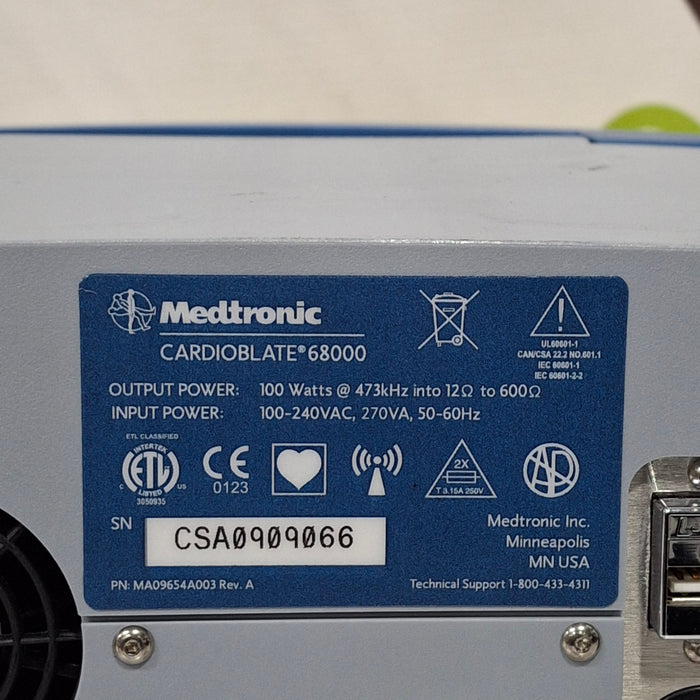 Medtronic
CARDIOBLATE® 68000
UL60601-1
CAN/CSA 22.2 NO.601.1
IEC 60601-1
IEC 60601-2-2
OUTPUT POWER: 100 Watts @ 473kHz into 12Ω to 600Ω
INPUT POWER: 100-240VAC, 270VA, 50-60Hz
ETL CLASSIFIED
INTERTEK
ETL
C US
LISTED
3050935
CE
0123
2X
T 3.15A 250V
SN CSA0909066
Medtronic Inc.
Minneapolis
MN USA
PN: MA09654A003 Rev. A
Technical Support 1-800-433-4311